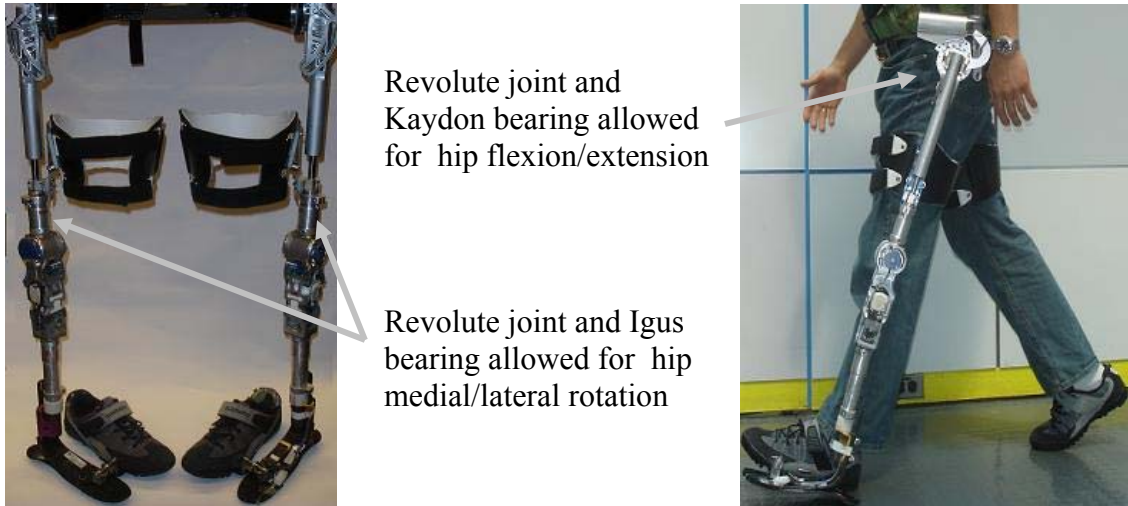 Revolute joint and
Kaydon bearing allowed
for hip flexion/extension
Revolute joint and Igus
bearing allowed for hip
medial/lateral rotation